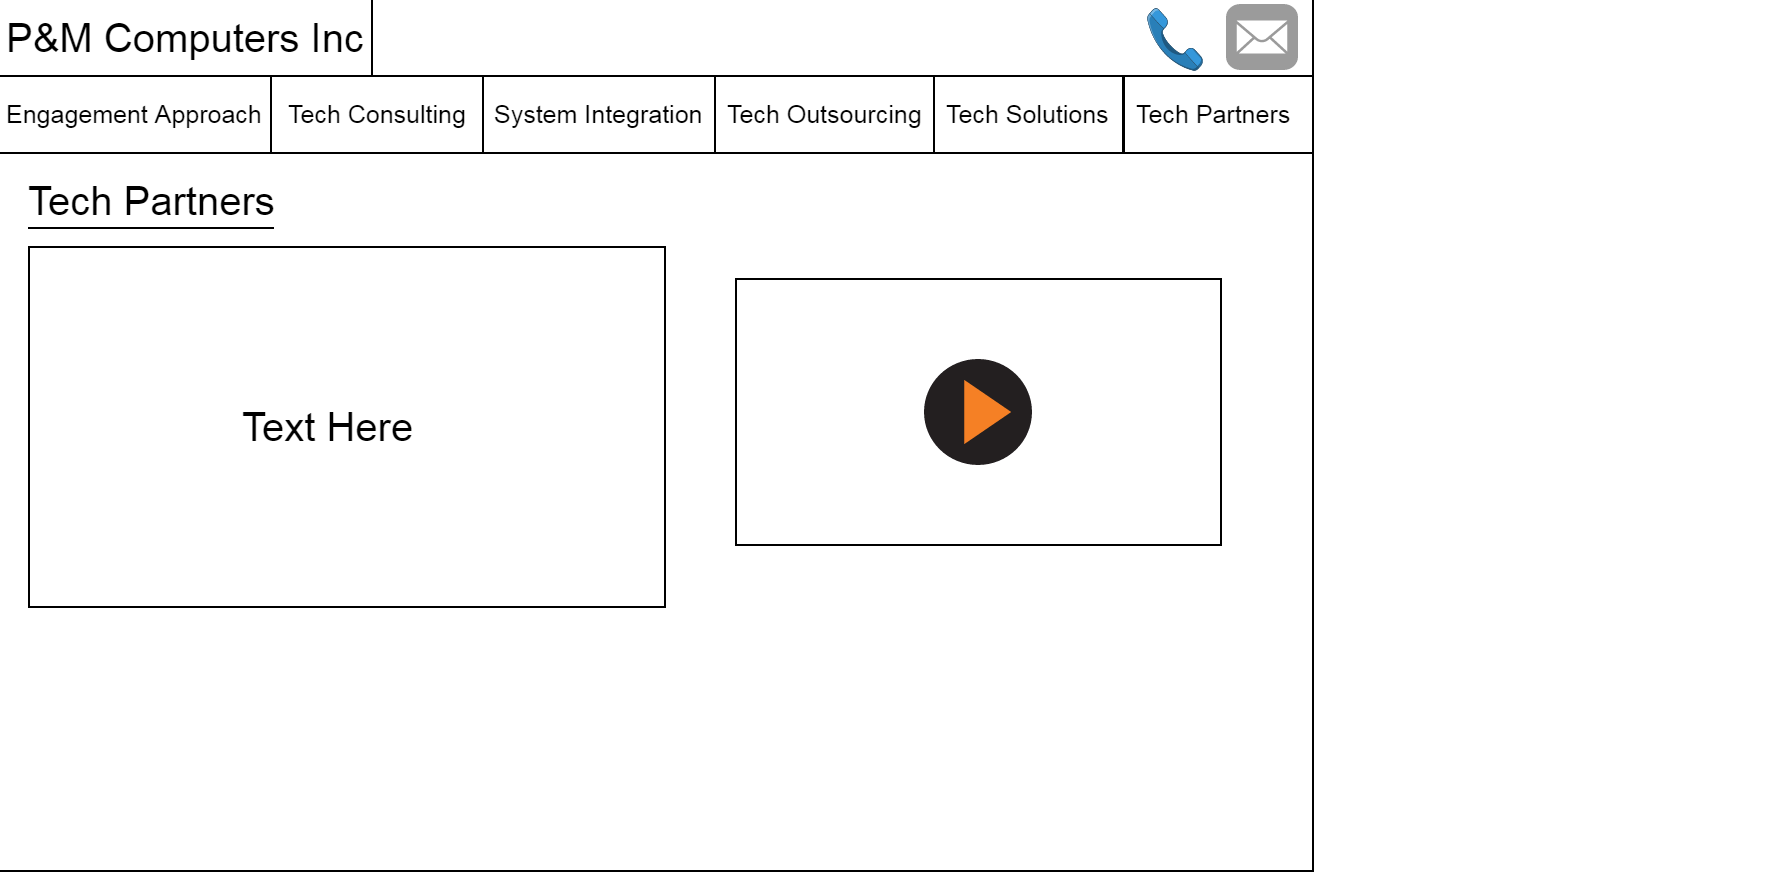 P&M Computers Inc
Engagement Approach Tech Consulting System Integration Tech Outsourcing Tech Solutions Tech Partners
Tech Partners
Text Here